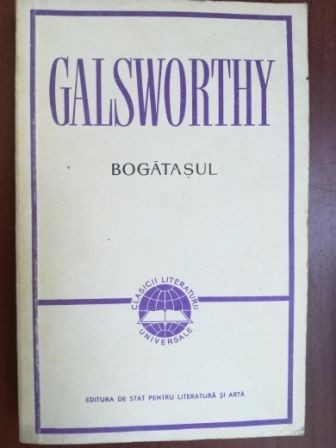 GALSWORTHY
BOGĂTAȘUL
CLASICII LITERATURII
UNIVERSALE
EDITURA DE STAT PENTRU LITERATURĂ ȘI ARTĂ